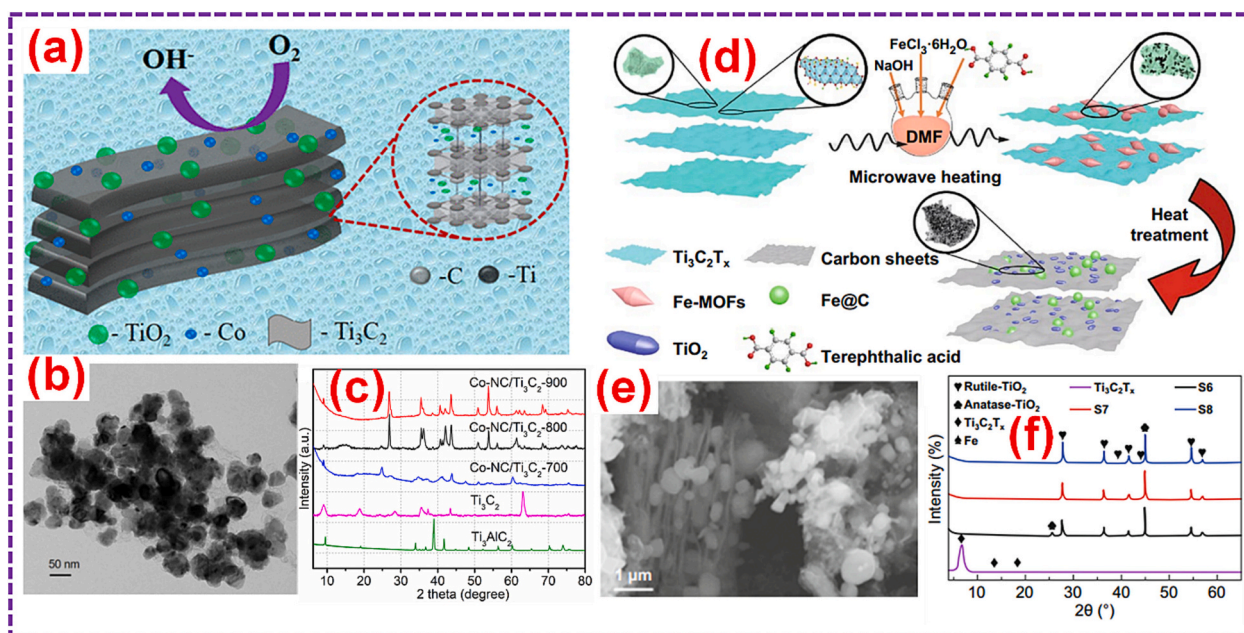 (a)
OH⁻
O₂
-C
-Ti
- TiO₂
- Co
- Ti₃C₂
(b)
50 nm
(c)
Co-NC/Ti₃C₂-900
Co-NC/Ti₃C₂-800
Co-NC/Ti₃C₂-700
Ti₃C₂
Ti₃AlC₂
Intensity (a.u.)
10 20 30 40 50 60 70 80
2 theta (degree)
(d)
FeCl₃·6H₂O
NaOH
DMF
Microwave heating
Heat
treatment
Ti₃C₂Tₓ
Carbon sheets
Fe-MOFs
Fe@C
TiO₂
Terephthalic acid
(e)
1 μm
(f)
Rutile-TiO₂
Ti₃C₂Tₓ
S6
Anatase-TiO₂
S7
S8
Ti₃C₂Tₓ
Fe
Intensity (%)
10 20 30 40 50 60
2θ (°)